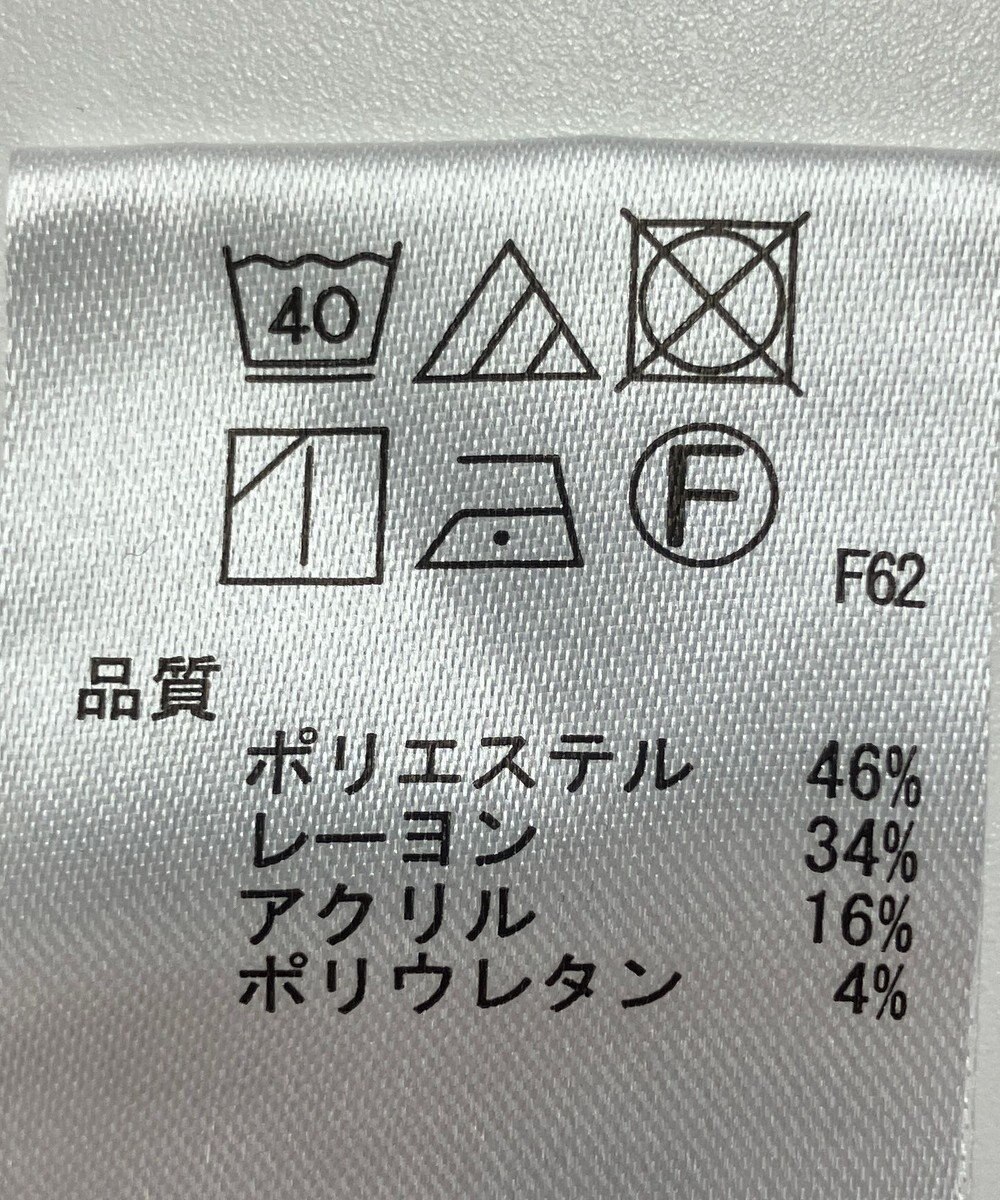 40
F
F62
品質
ポリエステル 46%
レーヨン 34%
アクリル 16%
ポリウレタン 4%